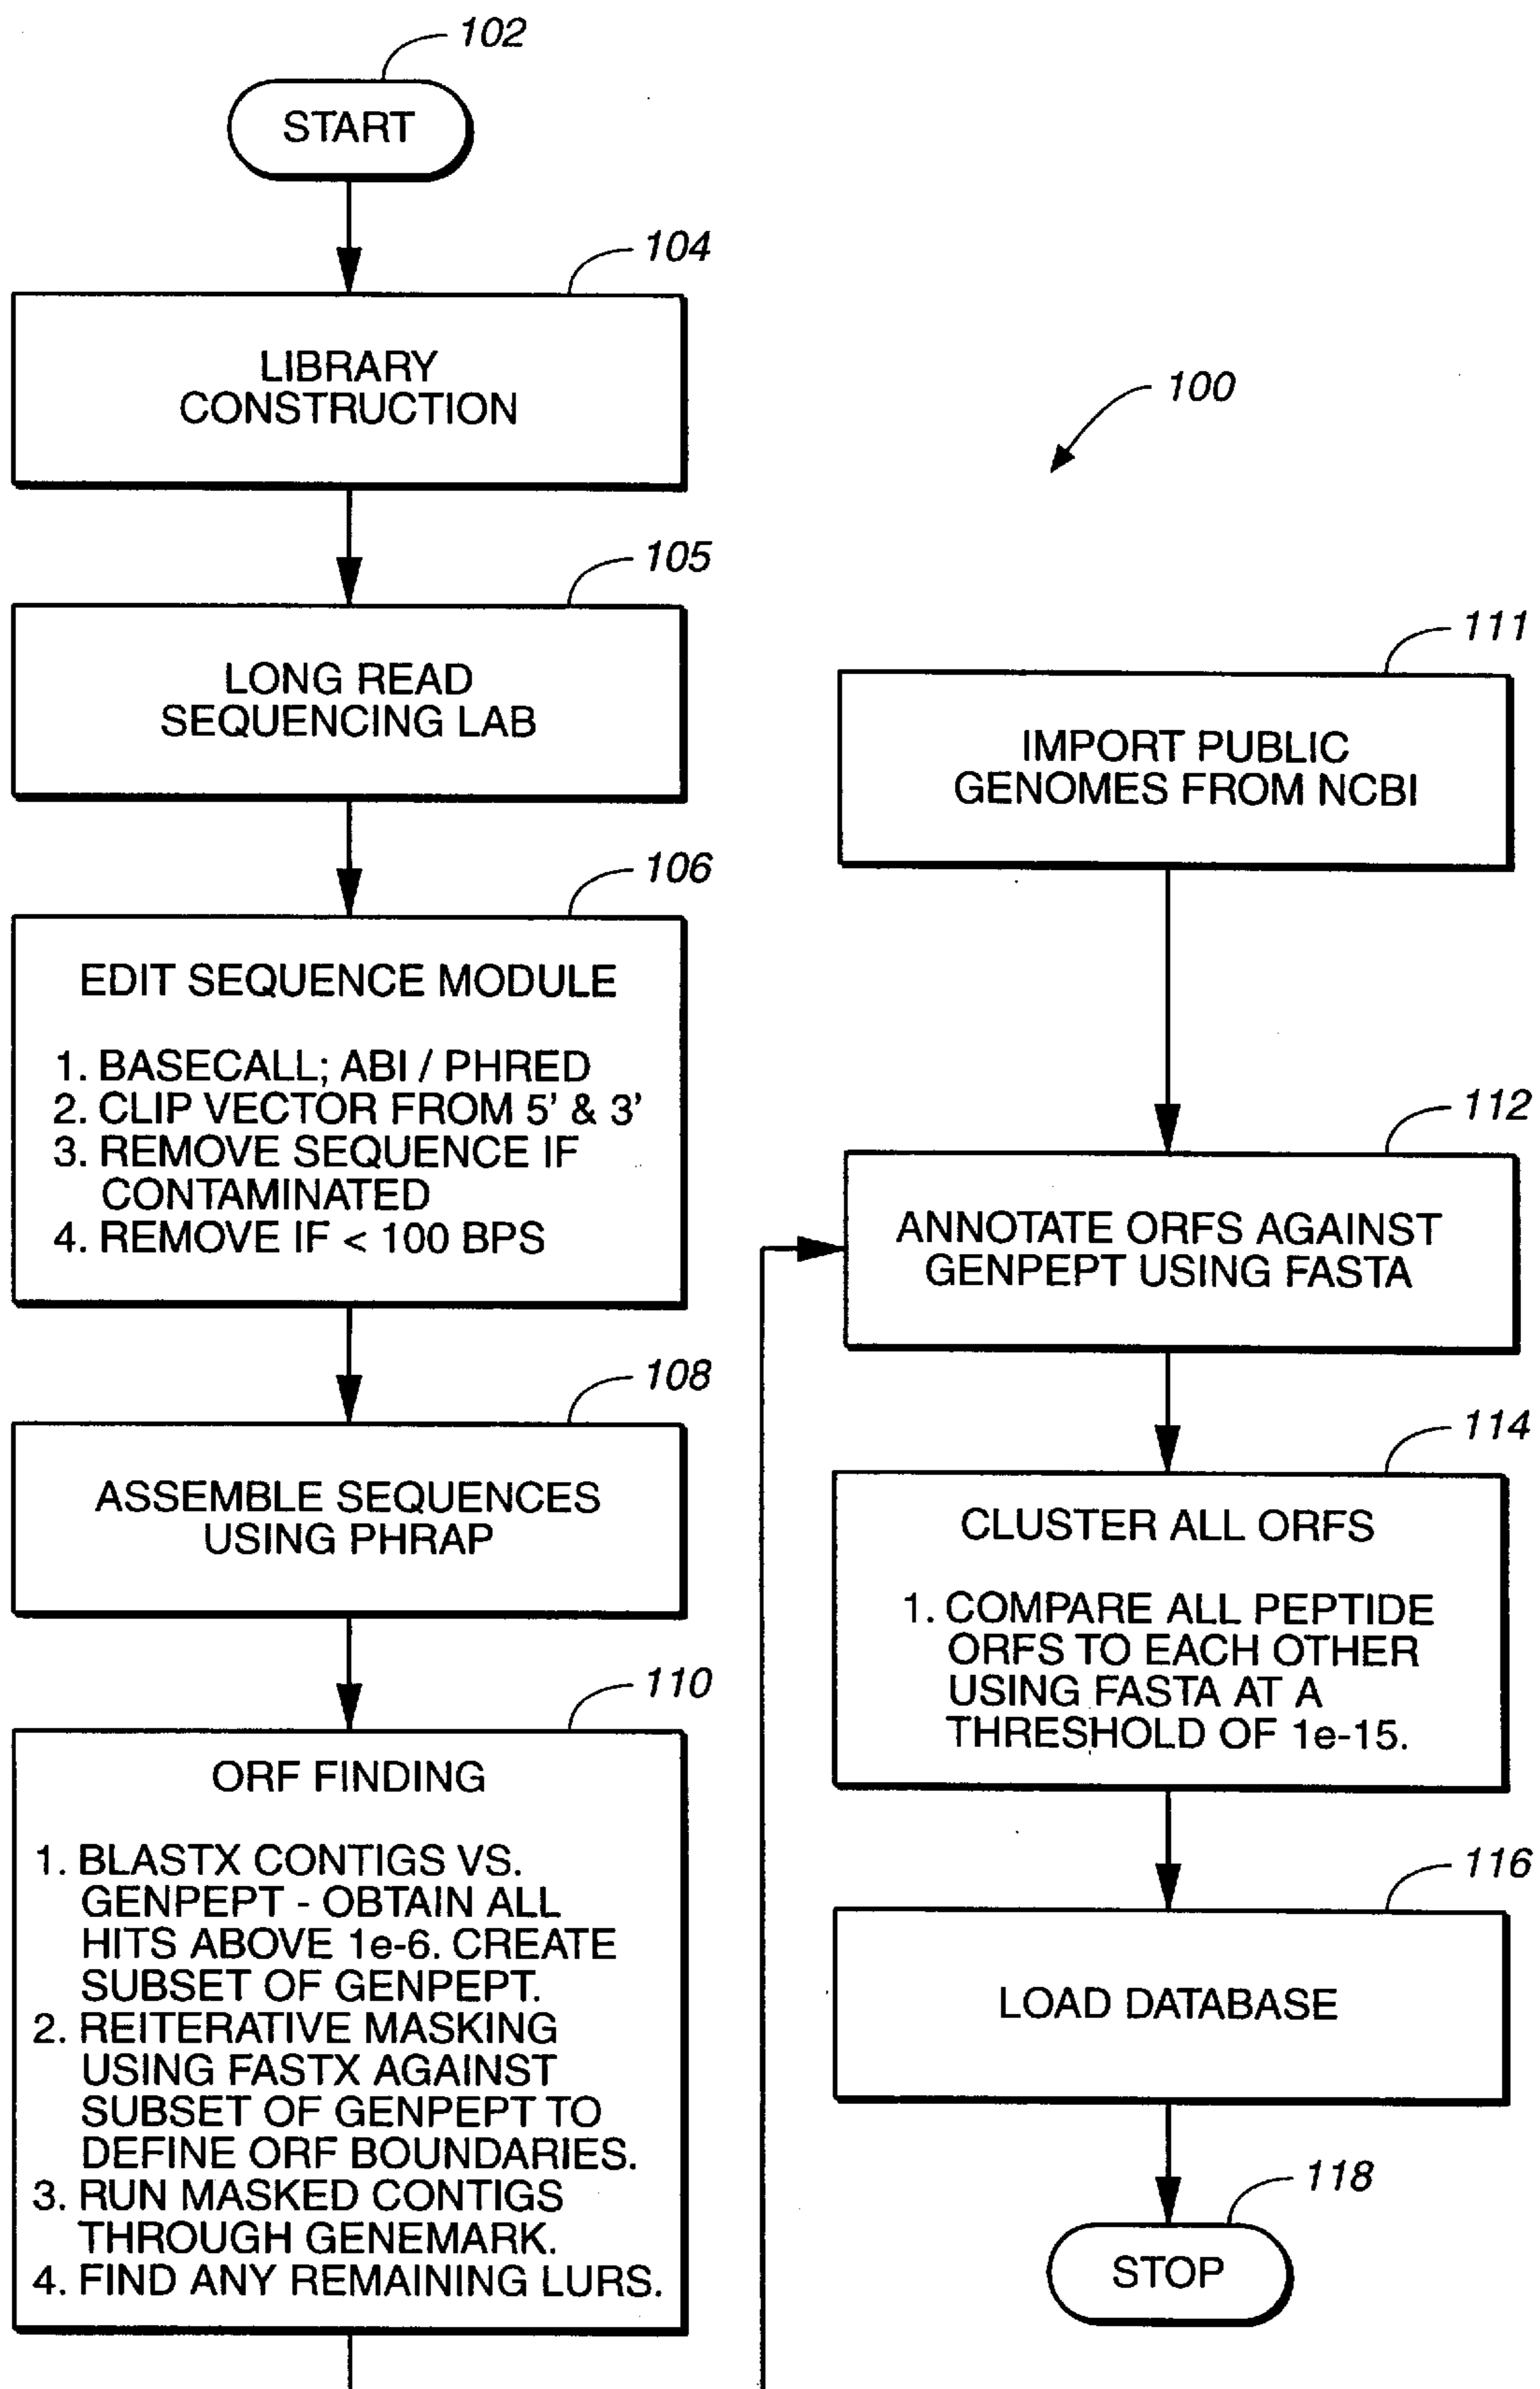 102
START
104
LIBRARY
CONSTRUCTION
105
LONG READ
SEQUENCING LAB
106
EDIT SEQUENCE MODULE
1. BASECALL; ABI / PHRED
2. CLIP VECTOR FROM 5' & 3'
3. REMOVE SEQUENCE IF
CONTAMINATED
4. REMOVE IF < 100 BPS
108
ASSEMBLE SEQUENCES
USING PHRAP
110
ORF FINDING
1. BLASTX CONTIGS VS.
GENPEPT - OBTAIN ALL
HITS ABOVE 1e-6. CREATE
SUBSET OF GENPEPT.
2. REITERATIVE MASKING
USING FASTX AGAINST
SUBSET OF GENPEPT TO
DEFINE ORF BOUNDARIES.
3. RUN MASKED CONTIGS
THROUGH GENEMARK.
4. FIND ANY REMAINING LURS.
100
111
IMPORT PUBLIC
GENOMES FROM NCBI
112
ANNOTATE ORFS AGAINST
GENPEPT USING FASTA
114
CLUSTER ALL ORFS
1. COMPARE ALL PEPTIDE
ORFS TO EACH OTHER
USING FASTA AT A
THRESHOLD OF 1e-15.
116
LOAD DATABASE
118
STOP